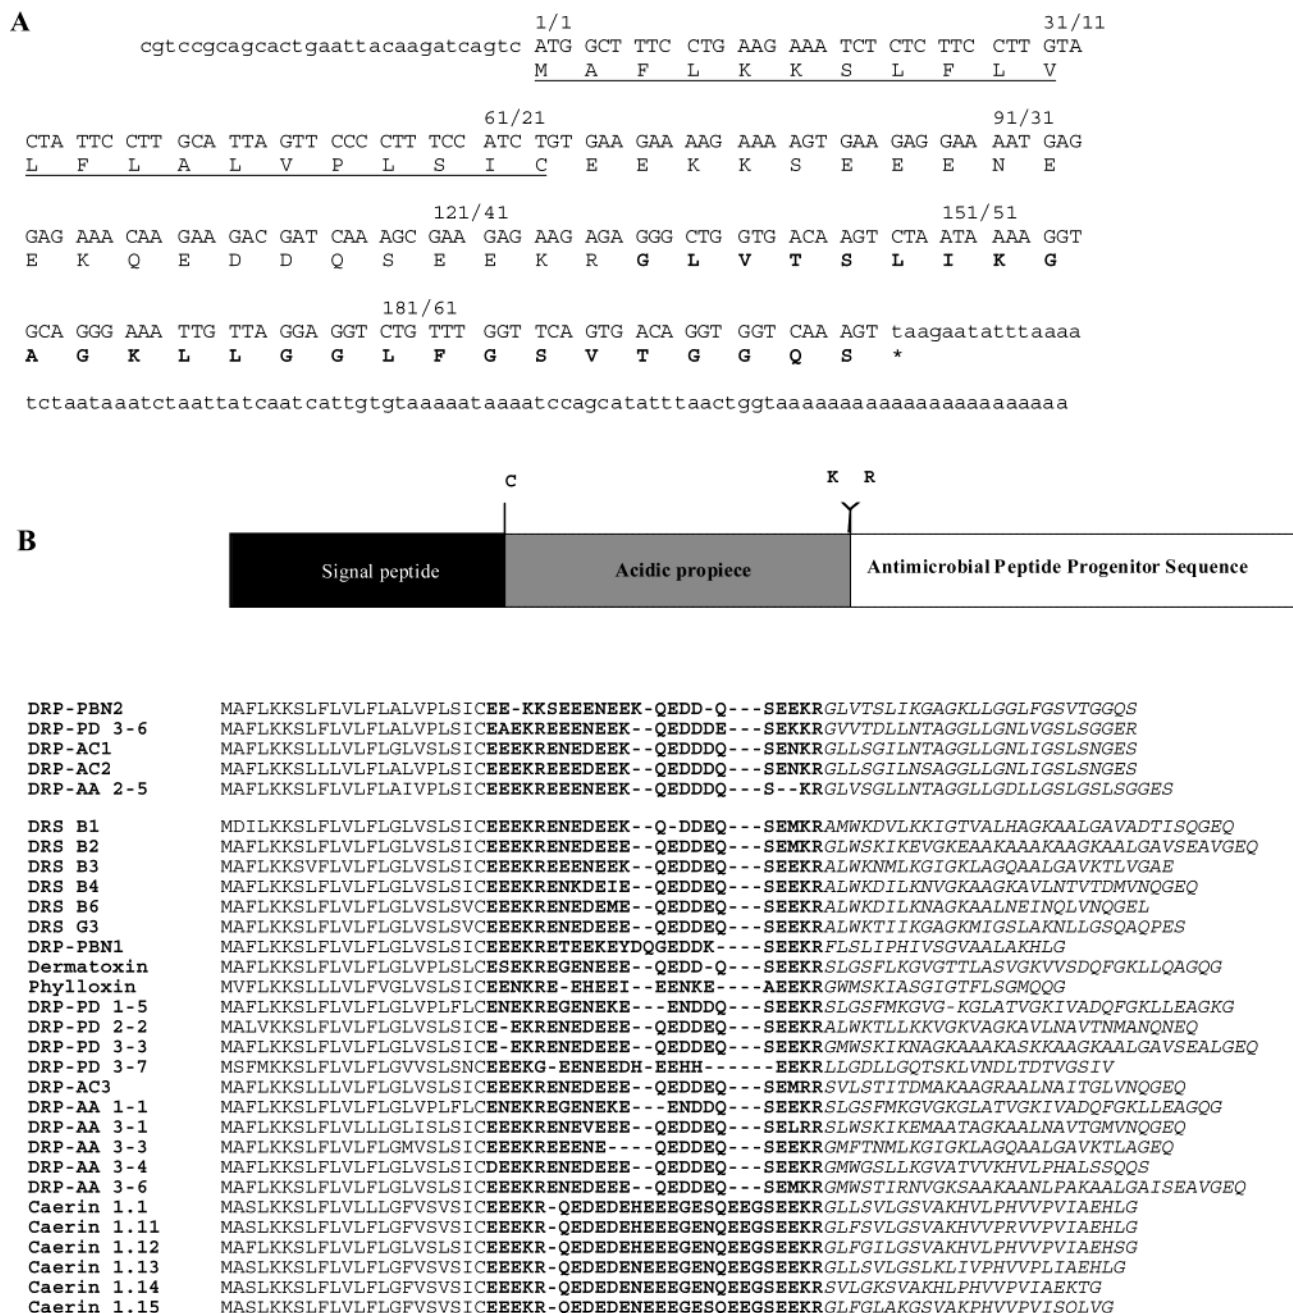 A
1/1 31/11
cgtccgcagcactgaattacaagatcagtc ATG GCT TTC CTG AAG AAA TCT CTC TTC CTT GTA
M A F L K K S L F L V
61/21 91/31
CTA TTC CTT GCA TTA GTT CCC CTT TCC ATC TGT GAA GAA AAG AAA AGT GAA GAG GAA AAT GAG
L F L A L V P L S I C E E K K S E E E N E
121/41 151/51
GAG AAA CAA GAA GAC GAT CAA AGC GAA GAG AAG AGA GGG CTG GTG ACA AGT CTA ATA AAA GGT
E K Q E D D Q S E E K R G L V T S L I K G
181/61
GCA GGG AAA TTG TTA GGA GGT CTG TTT GGT TCA GTG ACA GGT GGT CAA AGT taagaatatttaaaa
A G K L L G G L F G S V T G G Q S *
tctaataaatctaattatcaatcattgtgtaaaaataaaatccagcatatttaactggtaaaaaaaaaaaaaaaaaaaaaaa
C K R
B
Signal peptide Acidic propiece Antimicrobial Peptide Progenitor Sequence
DRP-PBN2 MAFLKKSLFLVLFLALVPLSICEE-KKSEEENEEK-QEDD-Q---SEEKRGLVTSLIKGAGKLLGGLFGSVTGGQS
DRP-PD 3-6 MAFLKKSLFLVLFLALVPLSICEAEKREEENEEK--QEDDDE---SEKKRGVVTDLLNTAGGLLGNLVGSLSGGER
DRP-AC1 MAFLKKSLLLVLFLALVPLSICEEEKREEEDEEK--QEDDDQ---SENKRGLLSGILNTAGGLLGNLIGSLSNGES
DRP-AC2 MAFLKKSLLLVLFLALVPLSICEEEKREEEDEEK--QEDDDQ---SENKRGLLSGILNSAGGLLGNLIGSLSNGES
DRP-AA 2-5 MAFLKKSLFLVLFLAIVPLSICEEEKREEENEEK--QEDDDQ---S--KRGLVSGLLNTAGGLLGDLLGSLGSLSGGES
DRS B1 MDILKKSLFLVLFLGLVSLSICEEEKRENEDEEK--Q-DDEQ---SEMKRAMWKDVLKKIGTVALHAGKAALGAVADTISQGEQ
DRS B2 MAFLKKSLFLVLFLGLVSLSICEEEKRENEDEEK--QEDDEQ---SEMKRGLWSKIKEVGKEAAKAAAKAAGKAALGAVSEAVGEQ
DRS B3 MAFLKKSVFLVLFLGLVSLSICEEEKREEENEEK--QEDDEQ---SEEKRALWKNMLKGIGKLAGQAALGAVKTLVGAE
DRS B4 MAFLKKSLFLVLFLGLVSLSICEEEKRENKDEIE--QEDDEQ---SEEKRALWKDILKNVGKAAGKAVLNTVTDMVNQGEQ
DRS B6 MAFLKKSLFLVLFLGLVSLSVCEEEKRENEDEME--QEDDEQ---SEEKRALWKDILKNAGKAALNEINQLVNQGEL
DRS G3 MAFLKKSLFLVLFLGLVSLSVCEEEKRENEDEEE--QEDDEQ---SEEKRALWKTIIKGAGKMIGSLAKNLLGSQAQPES
DRP-PBN1 MAFLKKSLFLVLFLGLVSLSICEEEKRETEEKEYDQGEDDK----SEEKRFLSLIPHIVSGVAALAKHLG
Dermatoxin MAFLKKSLFLVLFLGLVPLSLCESEKREGENEEE--QEDD-Q---SEEKRSLGSFLKGVGTTLASVGKVVSDQFGKLLQAGQG
Phylloxin MVFLKKSLLLVLFVGLVSLSICEENKRE-EHEEI--EENKE----AEEKRGWMSKIASGIGTFLSGMQQG
DRP-PD 1-5 MAFLKKSLFLVLFLGLVPLFLCENEKREGENEKE---ENDDQ---SEEKRSLGSFMKGVG-KGLATVGKIVADQFGKLLEAGKG
DRP-PD 2-2 MALVKKSLFLVLFLGLVSLSICE-EKRENEDEEE--QEDDEQ---SEEKRALWKTLLKKVGKVAGKAVLNAVTNMANQNEQ
DRP-PD 3-3 MAFLKKSLFLVLFLGLVSLSICE-EKRENEDEEE--QEDDEQ---SEEKRGMWSKIKNAGKAAAKASKKAAGKAALGAVSEALGEQ
DRP-PD 3-7 MSFMKKSLFLVLFLGVVSLSNCEEEKG-EENEEDH-EEHH------EEKRLLGDLLGQTSKLVNDLTDTVGSIV
DRP-AC3 MAFLKKSLLLVLFLGLVSLSICEEEKRENEDEEE--QEDDEQ---SEMRRSVLSTITDMAKAAGRAALNAITGLVNQGEQ
DRP-AA 1-1 MAFLKKSLFLVLFLGLVPLFLCENEKREGENEKE---ENDDQ---SEEKRSLGSFMKGVGKGLATVGKIVADQFGKLLEAGQG
DRP-AA 3-1 MAFLKKSLFLVLLLGLISLSICEEEKRENEVEEE--QEDDEQ---SELRRSLWSKIKEMAATAGKAALNAVTGMVNQGEQ
DRP-AA 3-3 MAFLKKSLFLVLFLGMVSLSICEEEKREEENE----QEDDEQ---SEEKRGMFTNMLKGIGKLAGQAALGAVKTLAGEQ
DRP-AA 3-4 MAFLKKSLFLVLFLGLVSLSICDEEKRENEDEEE--QEDDEQ---SEEKRGMWGSLLKGVATVVKHVLPHALSSQQS
DRP-AA 3-6 MAFLKKSLFLVLFLGLVSLSICEEEKRENEDEEE--QEDDEQ---SEMKRGMWSTIRNVGKSAAKAANLPAKAALGAISEAVGEQ
Caerin 1.1 MASLKKSLFLVLLLGFVSVSICEEEKR-QEDEDEHEEEGESQEEGSEEKRGLLSVLGSVAKHVLPHVVPVIAEHLG
Caerin 1.11 MASLKKSLFLVLFLGFVSVSICEEEKR-QEDEDEHEEEGENQEEGSEEKRGLFSVLGSVAKHVVPRVVPVIAEHLG
Caerin 1.12 MAFLKKSLFLVLFLGLVSLSICEEEKR-QEDEDEHEEEGENQEEGSEEKRGLFGILGSVAKHVLPHVVPVIAEHSG
Caerin 1.13 MASLKKSLFLVLFLGFVSVSICEEEKR-QEDEDENEEEGENQEEGSEEKRGLLSVLGSLKLIVPHVVPLIAEHLG
Caerin 1.14 MASLKKSLFLVLFLGFVSVSICEEEKR-QEDEDENEEEGENQEEGSEEKRSVLGKSVAKHLPHVVPVIAEKTG
Caerin 1.15 MASLKKSLFLVLFLGFVSVSICEEEKR-QEDEDENEEEGESQEEGSEEKRGLFGLAKGSVAKPHVVPVISQLVG